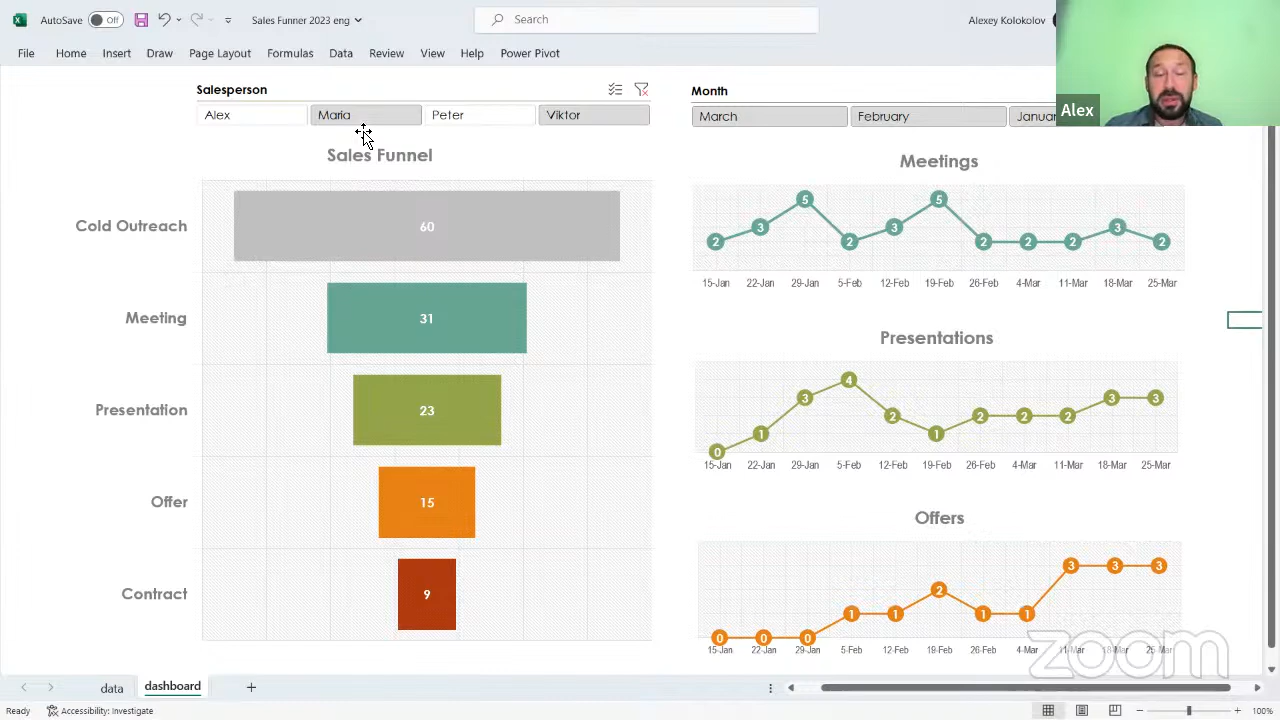 AutoSave Off Sales Funner 2023 eng Search Alexey Kolokolov
File Home Insert Draw Page Layout Formulas Data Review View Help Power Pivot
Salesperson
Alex Maria Peter Viktor
Month
March February Januar
Alex
Sales Funnel
Cold Outreach 60
Meeting 31
Presentation 23
Offer 15
Contract 9
Meetings
2 3 5 2 3 5 2 2 2 3 2
15-Jan 22-Jan 29-Jan 5-Feb 12-Feb 19-Feb 26-Feb 4-Mar 11-Mar 18-Mar 25-Mar
Presentations
0 1 3 4 2 1 2 2 2 3 3
15-Jan 22-Jan 29-Jan 5-Feb 12-Feb 19-Feb 26-Feb 4-Mar 11-Mar 18-Mar 25-Mar
Offers
0 0 0 1 1 2 1 1 3 3 3
15-Jan 22-Jan 29-Jan 5-Feb 12-Feb 19-Feb 26-Feb 4-Mar 11-Mar 18-Mar 25-Mar
zoom
data dashboard
Ready Accessibility: Investigate 100%